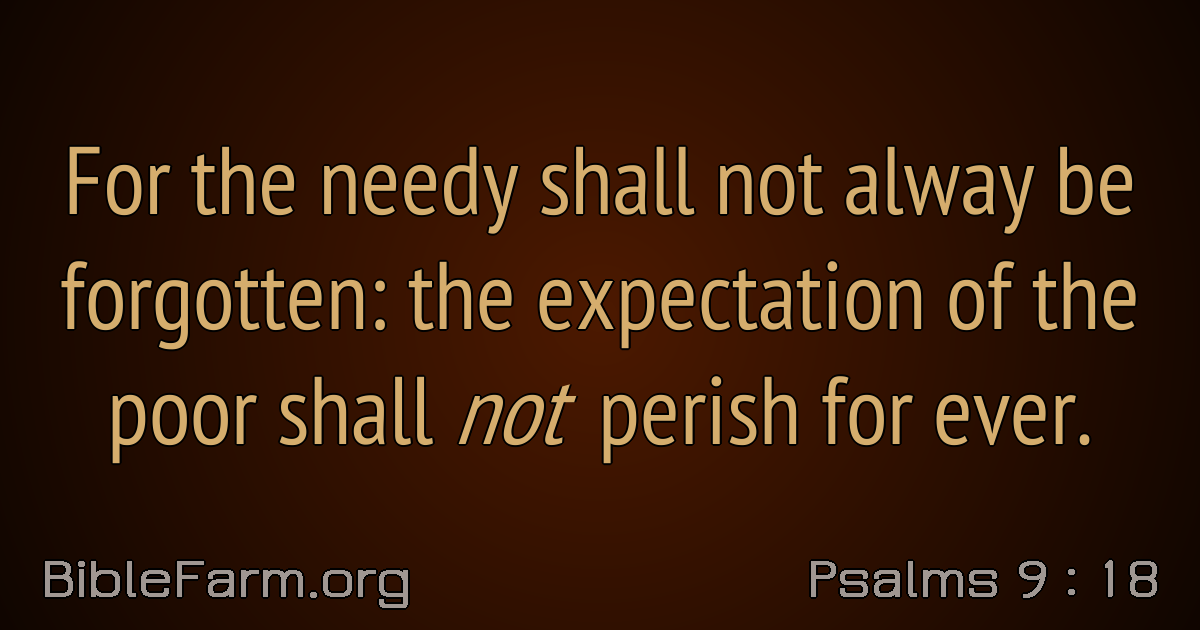 For the needy shall not alway be
forgotten: the expectation of the
poor shall not perish for ever.
BibleFarm.org
Psalms 9 : 18